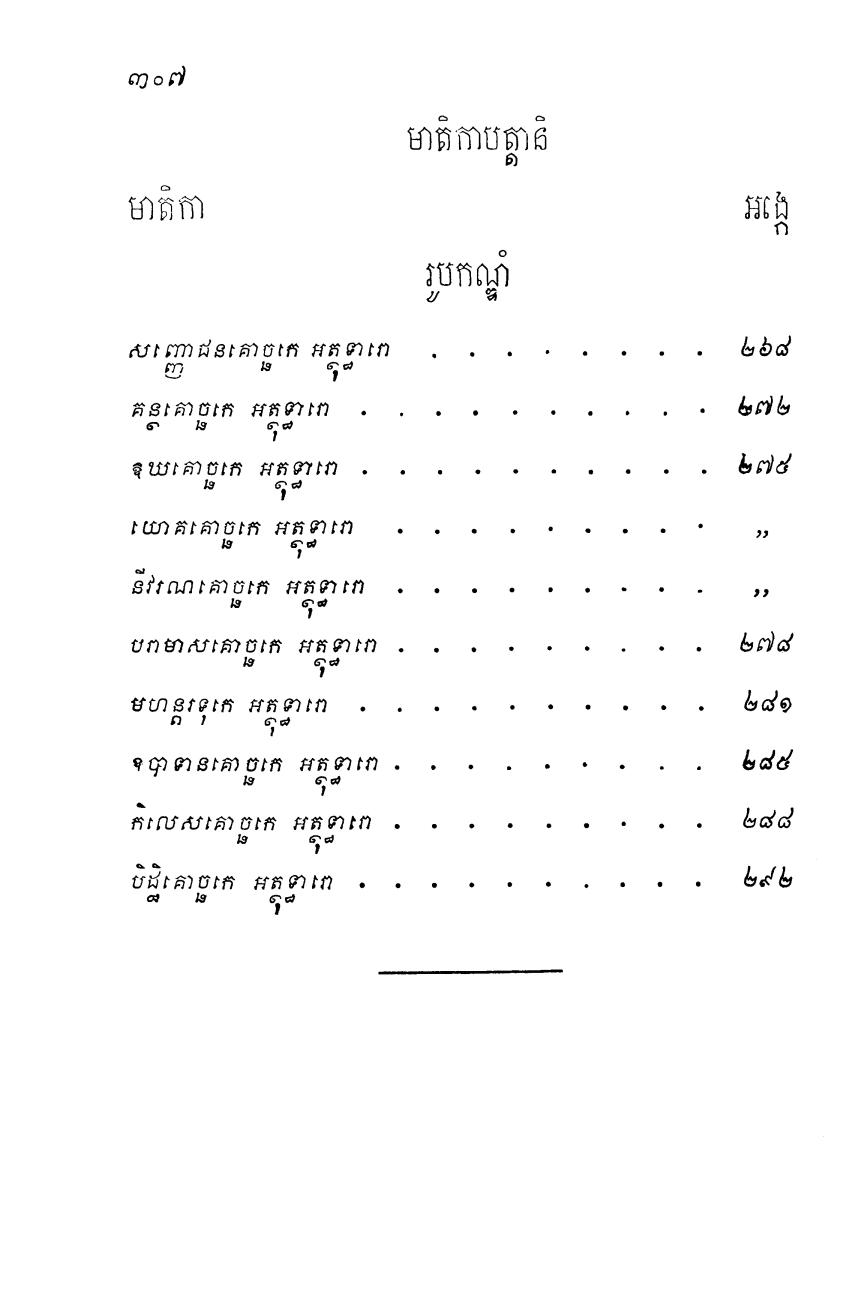 ៣០៧
មាតិកាបត្តានិ
មាតិកា អង្កេ
រូបកណ្ឌំ
សញ្ញោជនគោច្ឆកេ អត្ថុទ្ធារោ . . . . . . . . ២៦៨
គន្ថគោច្ឆកេ អត្ថុទ្ធារោ . . . . . . . . . . ២៧២
ឱឃគោច្ឆកេ អត្ថុទ្ធារោ . . . . . . . . . . ២៧៥
យោគគោច្ឆកេ អត្ថុទ្ធារោ . . . . . . . . . ,,
នីវរណគោច្ឆកេ អត្ថុទ្ធារោ . . . . . . . . . ,,
បរាមាសគោច្ឆកេ អត្ថុទ្ធារោ . . . . . . . . . ២៧៨
មហន្តរទុកេ អត្ថុទ្ធារោ . . . . . . . . . . ២៨១
ឧបាទានគោច្ឆកេ អត្ថុទ្ធារោ . . . . . . . . . ២៨៥
កិលេសគោច្ឆកេ អត្ថុទ្ធារោ . . . . . . . . . ២៨៨
បិដ្ឋិគោច្ឆកេ អត្ថុទ្ធារោ . . . . . . . . . . ២៩២